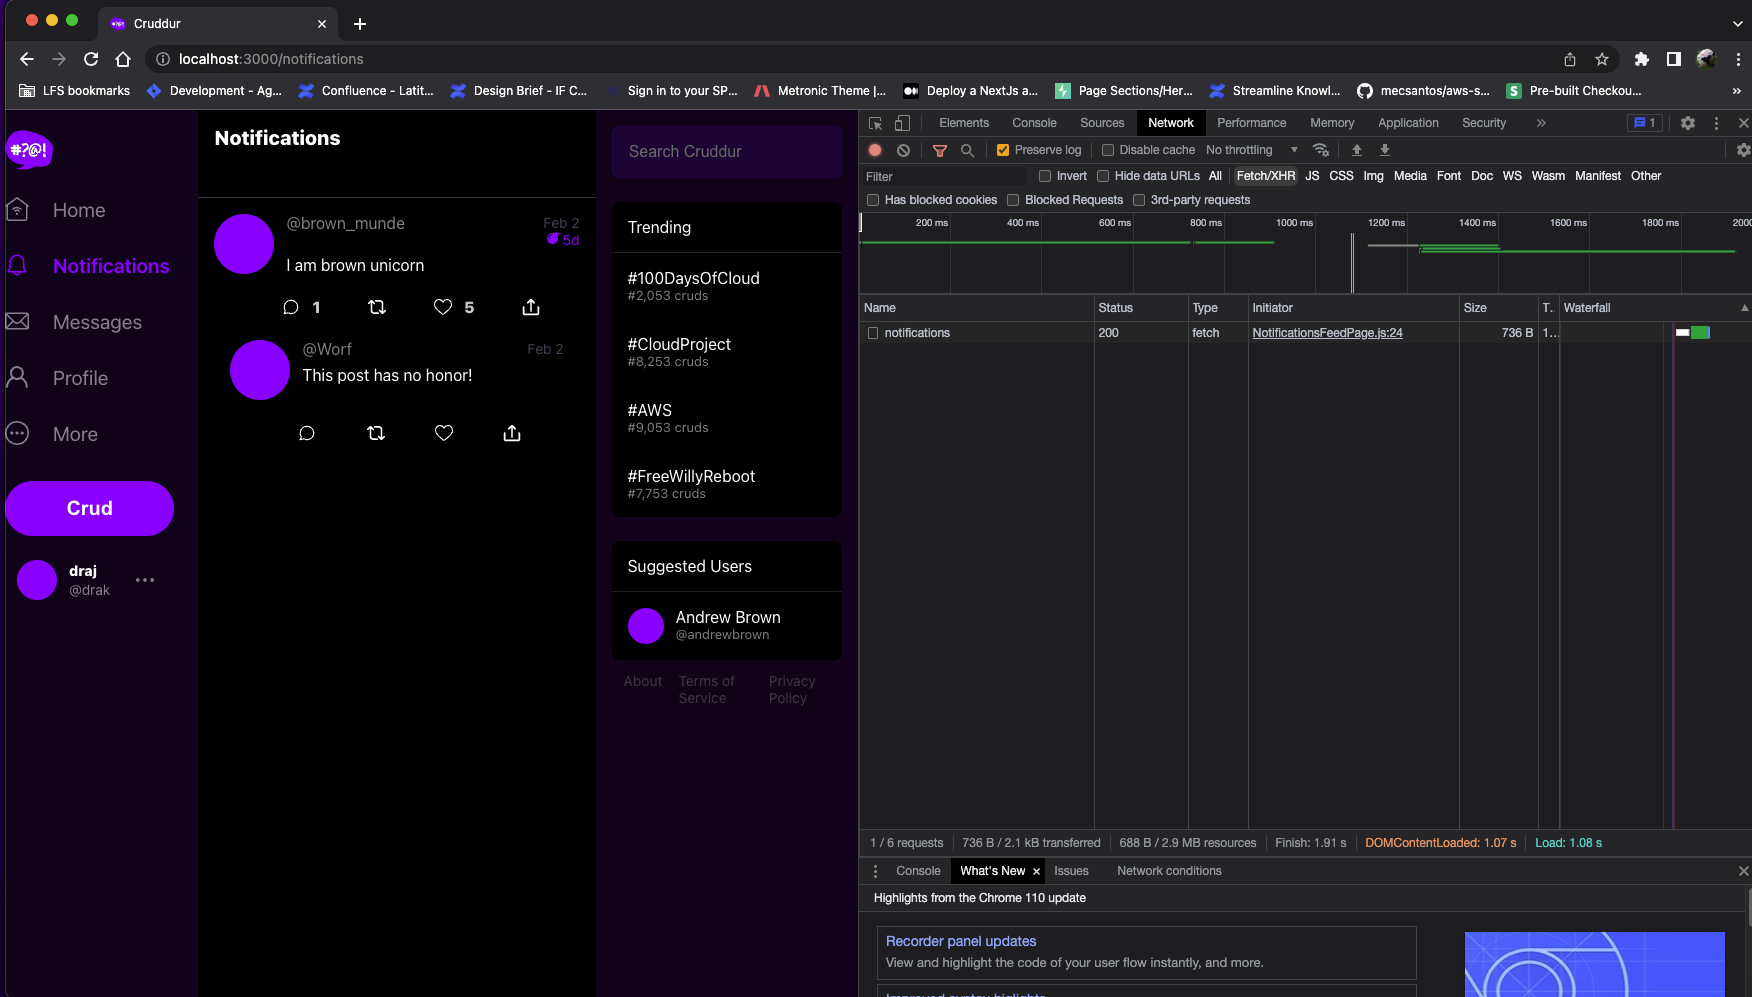 Cruddur
localhost:3000/notifications
LFS bookmarks
Development - Ag...
Confluence - Latit...
Design Brief - IF C...
Sign in to your SP...
Metronic Theme |...
Deploy a NextJs a...
Page Sections/Her...
Streamline Knowl...
mecsantos/aws-s...
S
Pre-built Checkou...
»
#?@!
Home
Notifications
Messages
Profile
More
Crud
draj
@drak
Notifications
@brown_munde
Feb 2
5d
I am brown unicorn
1
5
@Worf
Feb 2
This post has no honor!
Search Cruddur
Trending
#100DaysOfCloud
#2,053 cruds
#CloudProject
#8,253 cruds
#AWS
#9,053 cruds
#FreeWillyReboot
#7,753 cruds
Suggested Users
Andrew Brown
@andrewbrown
About
Terms of Service
Privacy Policy
Elements Console Sources Network Performance Memory Application Security » 1
Preserve log Disable cache No throttling
Filter Invert Hide data URLs All Fetch/XHR JS CSS Img Media Font Doc WS Wasm Manifest Other
Has blocked cookies Blocked Requests 3rd-party requests
200 ms 400 ms 600 ms 800 ms 1000 ms 1200 ms 1400 ms 1600 ms 1800 ms 2000
Name Status Type Initiator Size T.. Waterfall
notifications 200 fetch NotificationsFeedPage.js:24 736 B 1...
1 / 6 requests 736 B / 2.1 kB transferred 688 B / 2.9 MB resources Finish: 1.91 s DOMContentLoaded: 1.07 s Load: 1.08 s
Console What's New Issues Network conditions
Highlights from the Chrome 110 update
Recorder panel updates
View and highlight the code of your user flow instantly, and more.